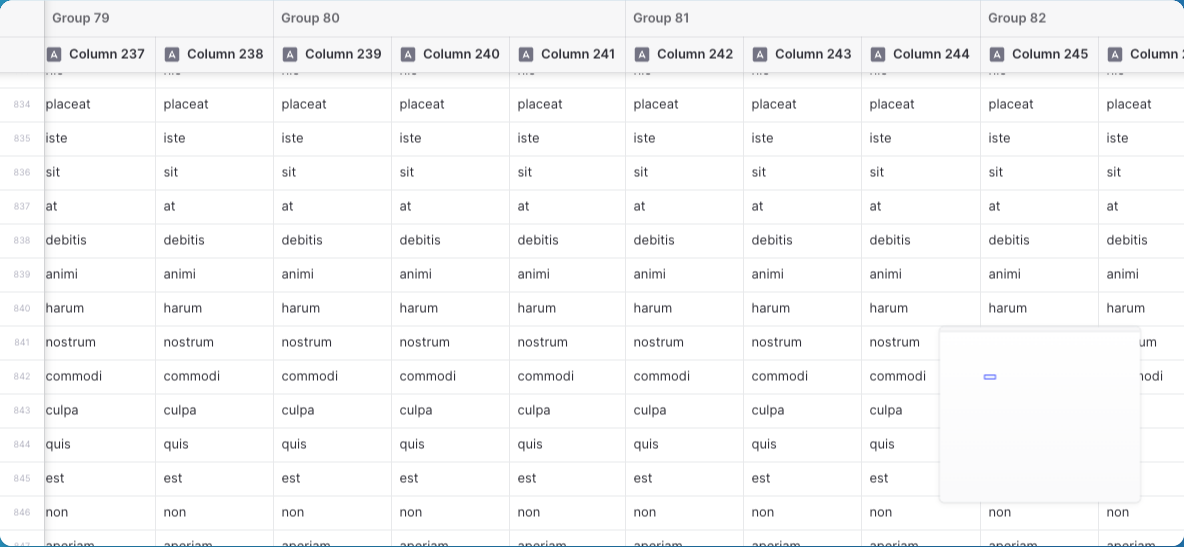 Group 79 Group 80 Group 81 Group 82
A Column 237 A Column 238 A Column 239 A Column 240 A Column 241 A Column 242 A Column 243 A Column 244 A Column 245 A Column
834 placeat placeat placeat placeat placeat placeat placeat placeat placeat placeat
835 iste iste iste iste iste iste iste iste iste iste
836 sit sit sit sit sit sit sit sit sit sit
837 at at at at at at at at at at
838 debitis debitis debitis debitis debitis debitis debitis debitis debitis debitis
839 animi animi animi animi animi animi animi animi animi animi
840 harum harum harum harum harum harum harum harum harum harum
841 nostrum nostrum nostrum nostrum nostrum nostrum nostrum nostrum um
842 commodi commodi commodi commodi commodi commodi commodi commodi odi
843 culpa culpa culpa culpa culpa culpa culpa culpa
844 quis quis quis quis quis quis quis quis
845 est est est est est est est est
846 non non non non non non non non non non